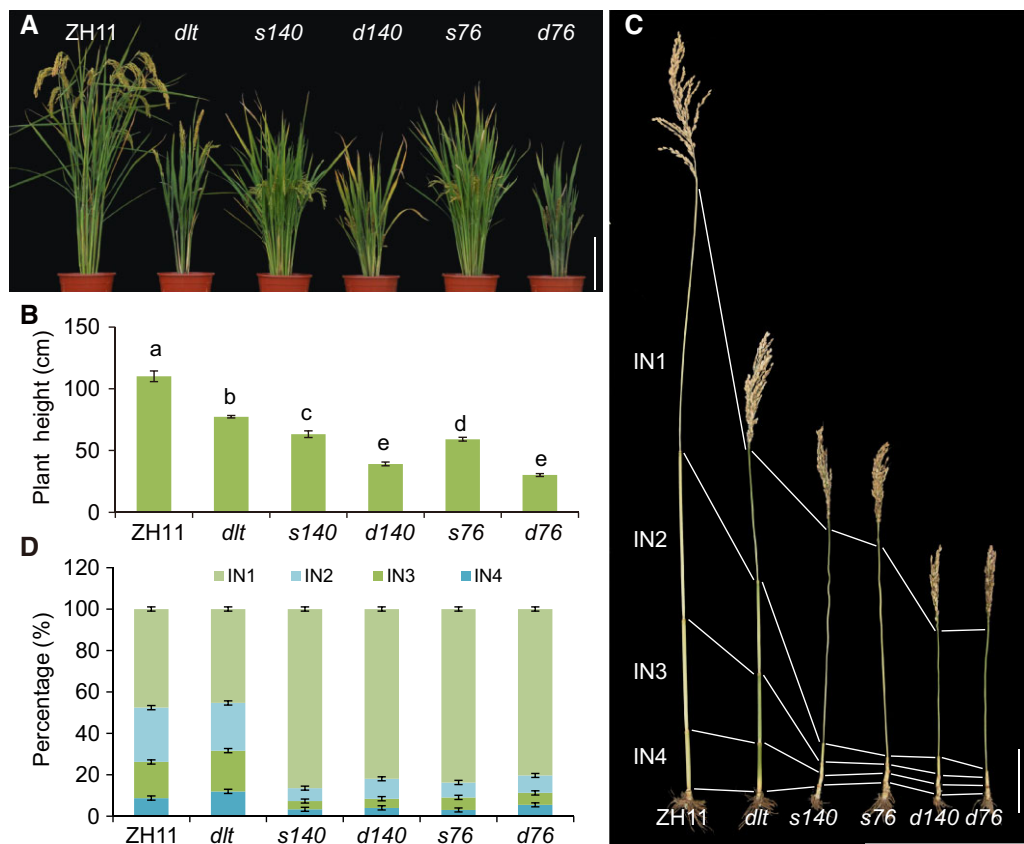 A
ZH11 dlt s140 d140 s76 d76
B
Plant height (cm)
150
100
50
0
a b c e d e
ZH11 dlt s140 d140 s76 d76
D
Percentage (%)
120
100
80
60
40
20
0
IN1 IN2 IN3 IN4
ZH11 dlt s140 d140 s76 d76
C
IN1
IN2
IN3
IN4
ZH11 dlt s140 s76 d140 d76